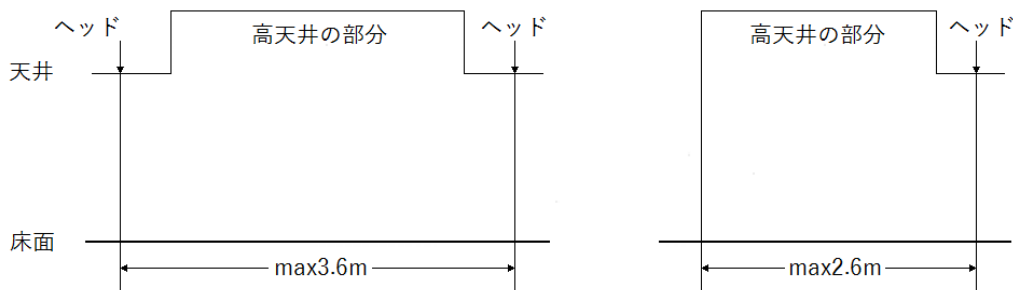 ヘッド
高天井の部分
ヘッド
天井
床面
max3.6m
高天井の部分
ヘッド
max2.6m